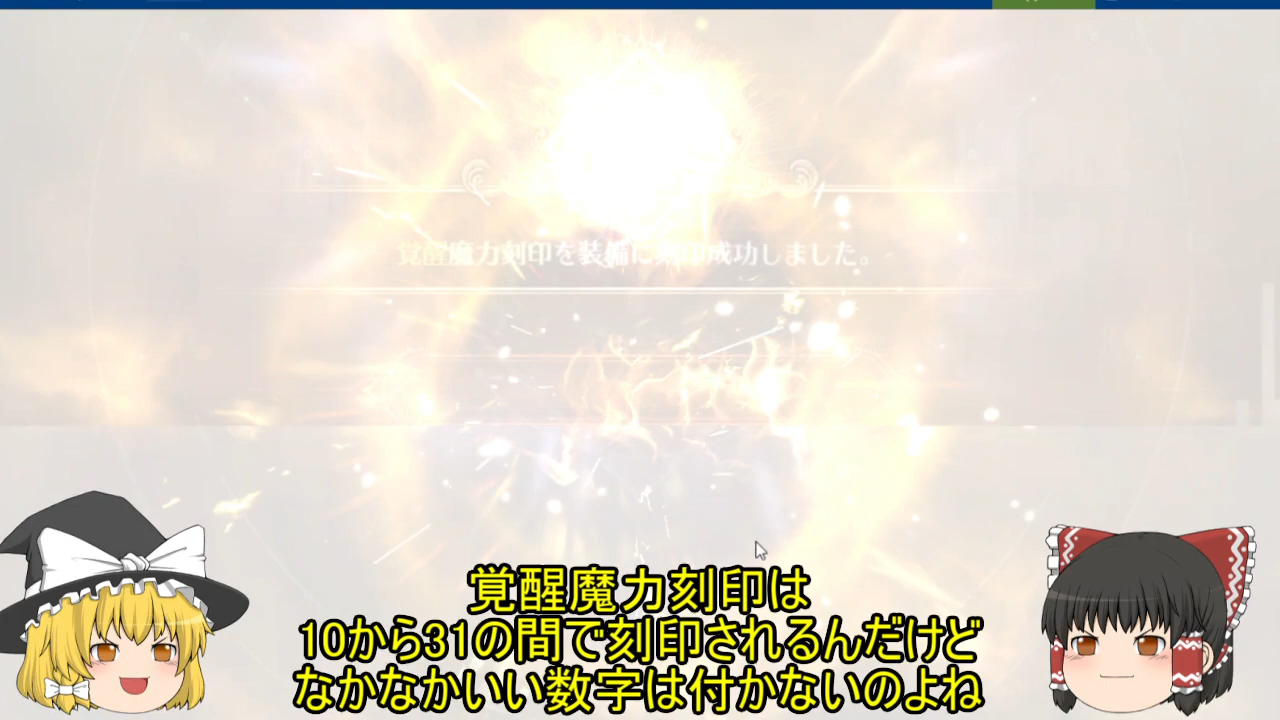 覚醒魔力刻印を装備に刻印成功しました。
覚醒魔力刻印は
10から31の間で刻印されるんだけど
なかなかいい数字は付かないのよね